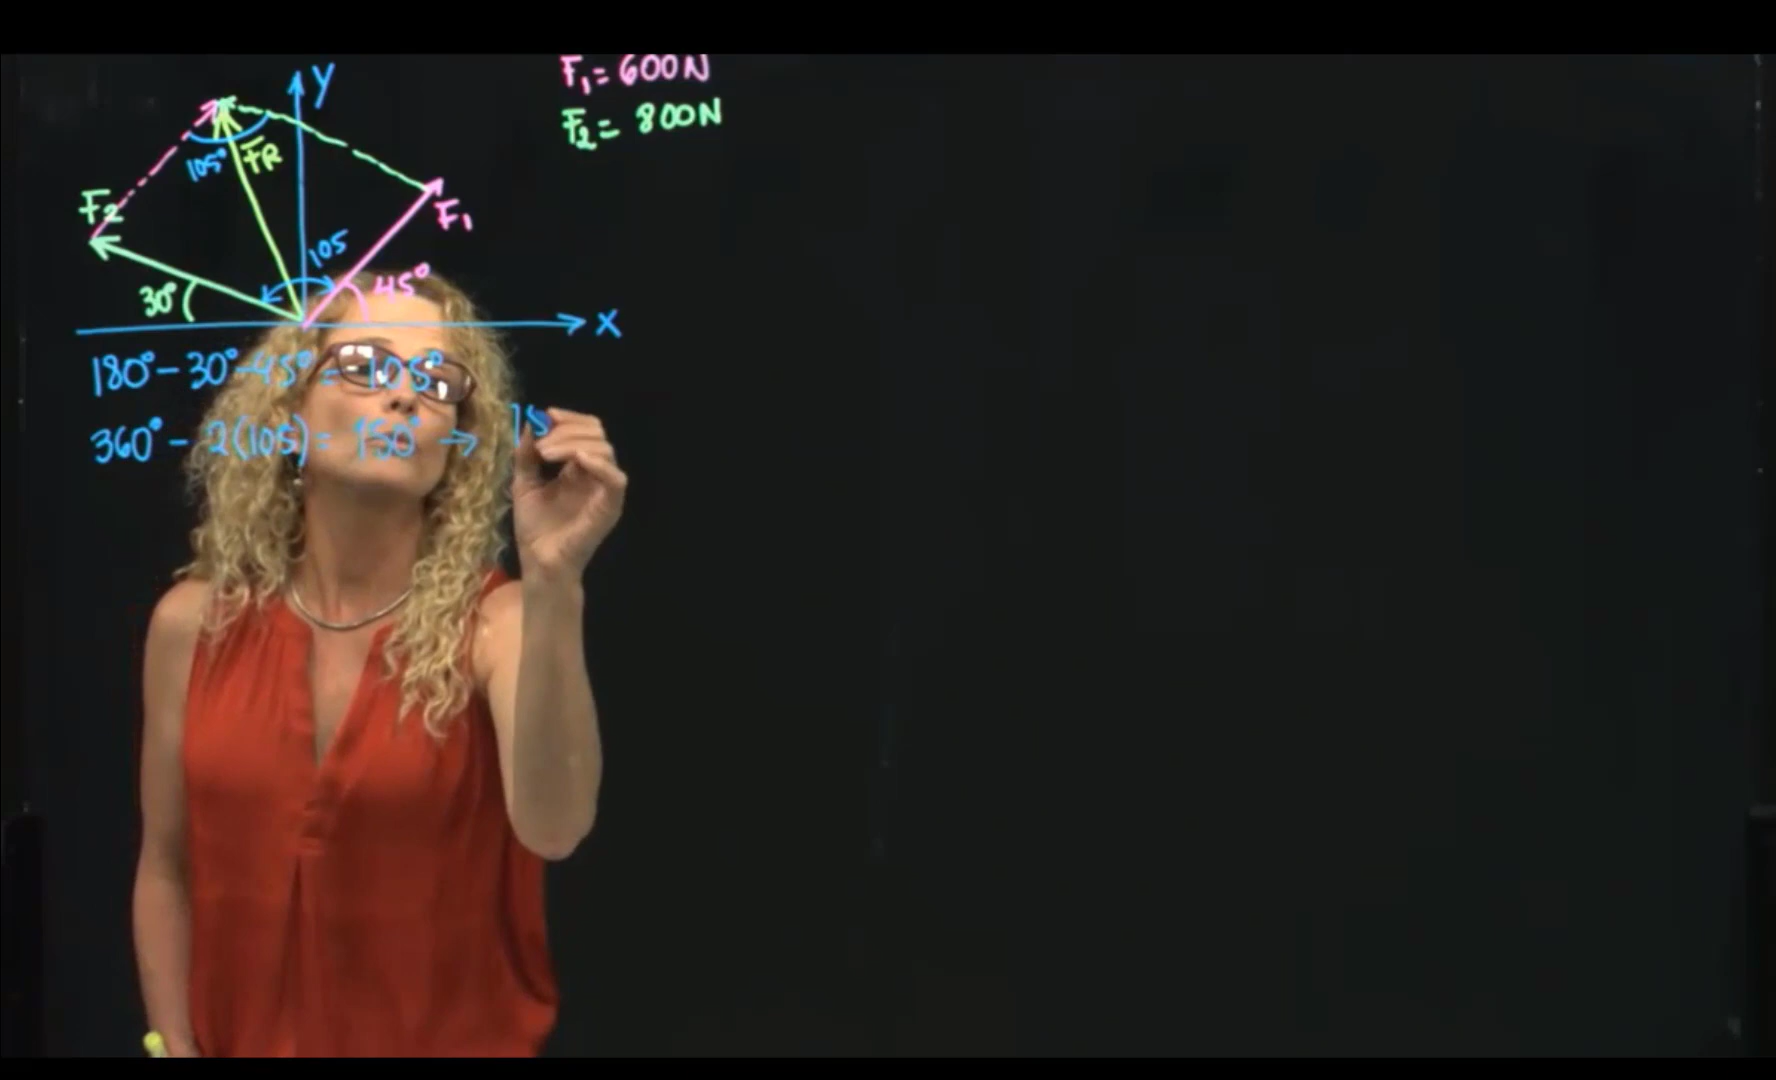 F₁ = 600N
F₂ = 800N
y
105°
FR
F₂
F₁
105
45°
30°
x
180° - 30° - 45° = 105°
360° - 2(105) = 150° →